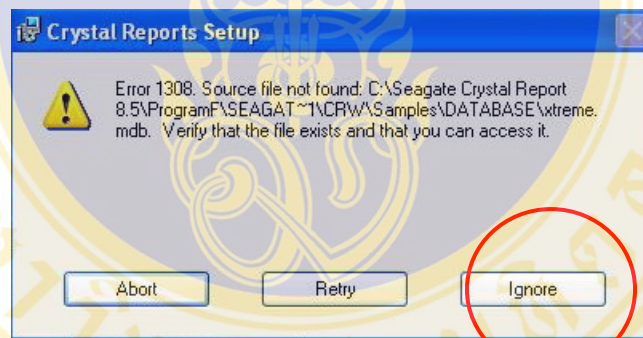 Crystal Reports Setup
Error 1308. Source file not found: C:\Seagate Crystal Report
8.5\ProgramF\SEAGAT~1\CRW\Samples\DATABASE\xtreme.
mdb. Verify that the file exists and that you can access it.
Abort
Retry
Ignore